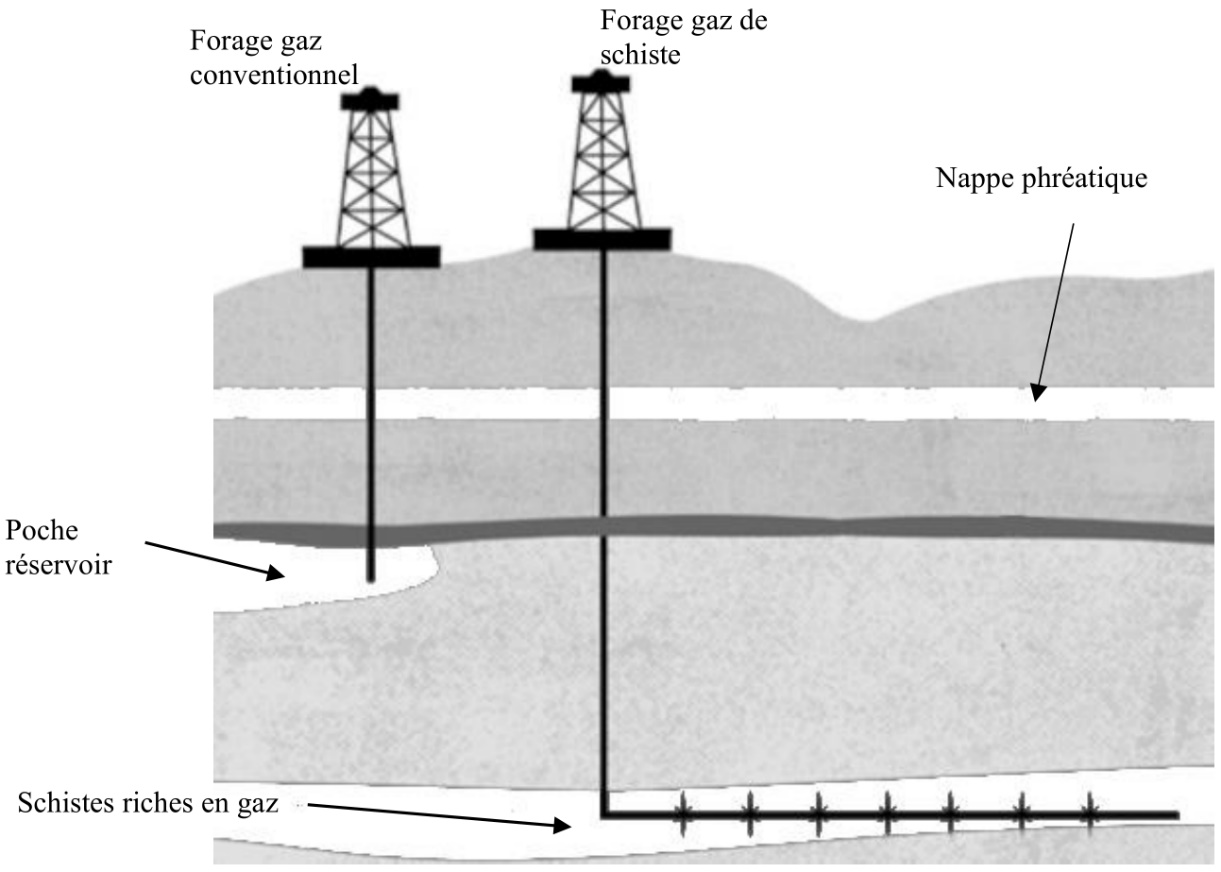 Forage gaz
conventionnel
Forage gaz de
schiste
Nappe phréatique
Poche
réservoir
Schistes riches en gaz